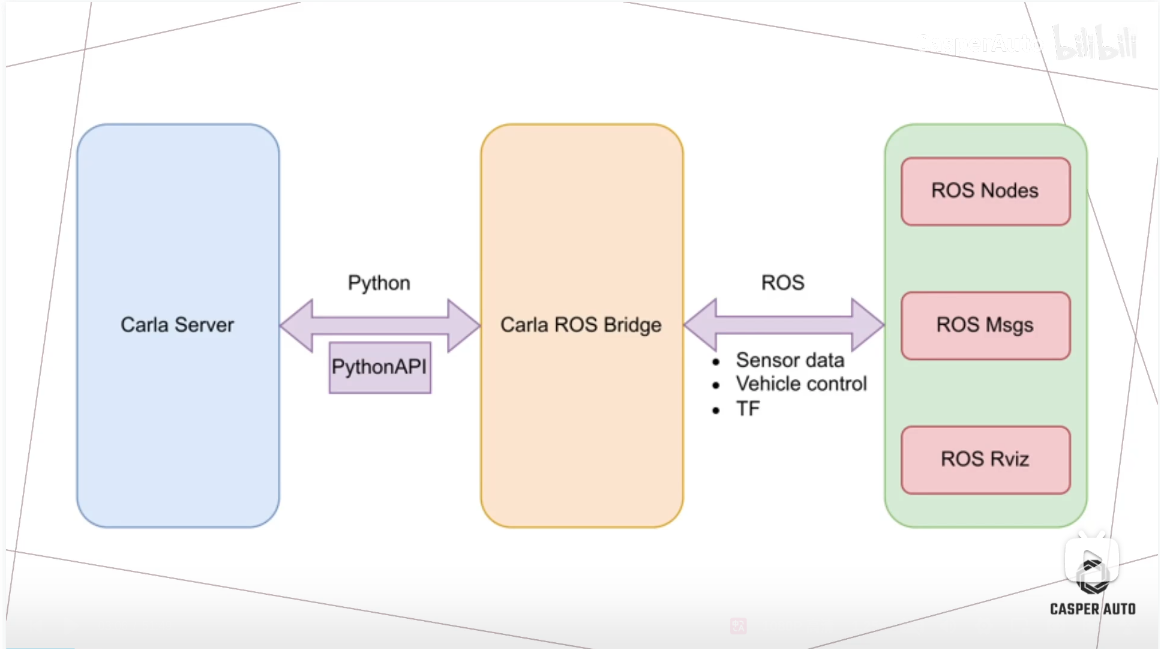 bilibili
Python
ROS Nodes
ROS
Carla Server
Carla ROS Bridge
ROS Msgs
PythonAPI
• Sensor data
• Vehicle control
• TF
ROS Rviz
CASPER AUTO